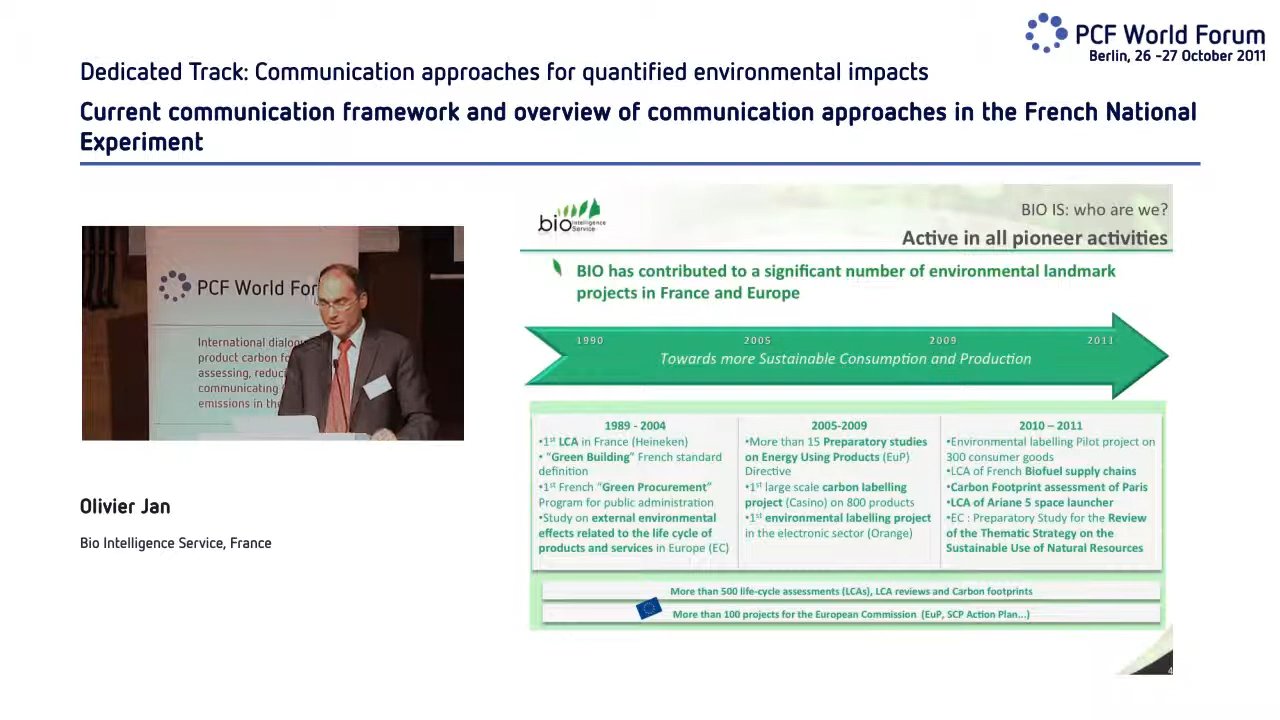 PCF World Forum
Berlin, 26 –27 October 2011
Dedicated Track: Communication approaches for quantified environmental impacts
Current communication framework and overview of communication approaches in the French National
Experiment
PCF World For
International dialog
product carbon fo
assessing, reduc
communicating
emissions in the
Olivier Jan
Bio Intelligence Service, France
bio Intelligence
Service
BIO IS: who are we?
Active in all pioneer activities
BIO has contributed to a significant number of environmental landmark
projects in France and Europe
1990 2005 2009 2011
Towards more Sustainable Consumption and Production
1989 - 2004
•1st LCA in France (Heineken)
• "Green Building" French standard
definition
•1st French "Green Procurement"
Program for public administration
•Study on external environmental
effects related to the life cycle of
products and services in Europe (EC)
2005-2009
•More than 15 Preparatory studies
on Energy Using Products (EuP)
Directive
•1st large scale carbon labelling
project (Casino) on 800 products
•1st environmental labelling project
in the electronic sector (Orange)
2010 – 2011
•Environmental labelling Pilot project on
300 consumer goods
•LCA of French Biofuel supply chains
•Carbon Footprint assessment of Paris
•LCA of Ariane 5 space launcher
•EC : Preparatory Study for the Review
of the Thematic Strategy on the
Sustainable Use of Natural Resources
More than 500 life-cycle assessments (LCAs), LCA reviews and Carbon footprints
More than 100 projects for the European Commission (EuP, SCP Action Plan...)
4